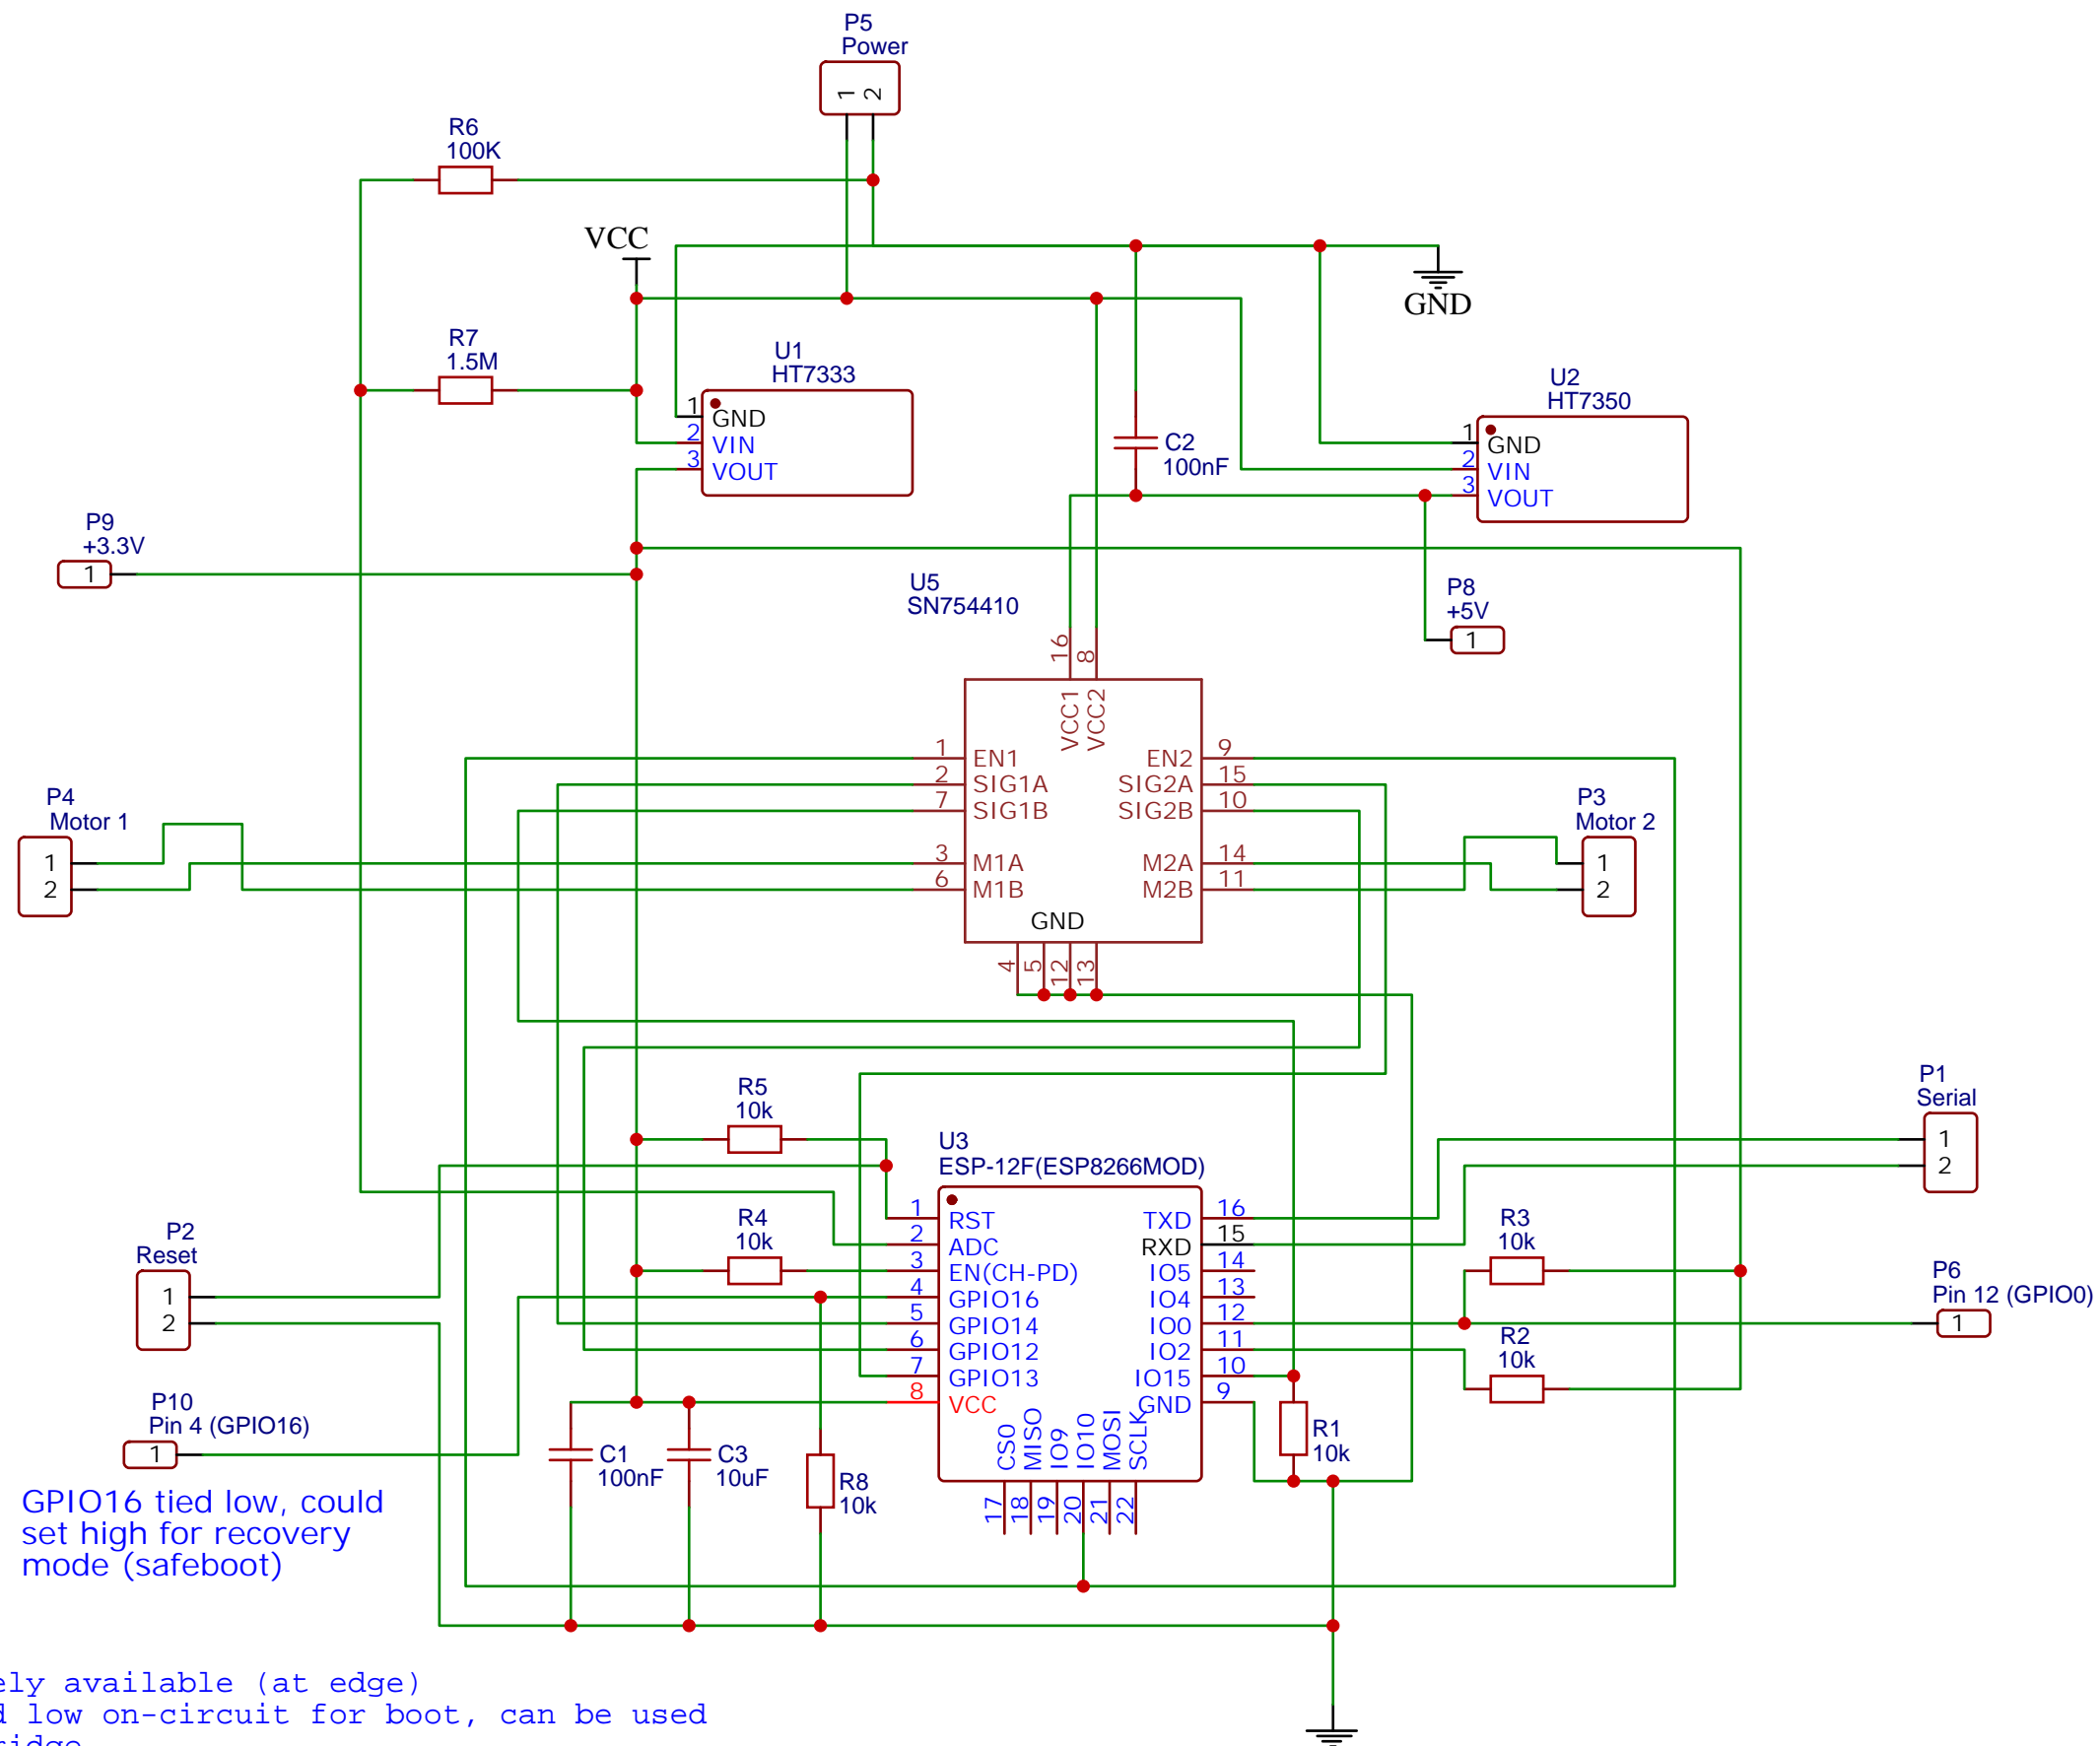 P5
Power
1
2
R6
100K
VCC
GND
R7
1.5M
U1
HT7333
1
GND
2
VIN
3
VOUT
U2
HT7350
1
GND
2
VIN
3
VOUT
C2
100nF
P9
+3.3V
1
U5
SN754410
P8
+5V
1
16
8
VCC1
VCC2
1
EN1
2
SIG1A
7
SIG1B
3
M1A
6
M1B
EN2
9
SIG2A
15
SIG2B
10
M2A
14
M2B
11
GND
4
5
12
13
P4
Motor 1
1
2
P3
Motor 2
1
2
R5
10k
U3
ESP-12F(ESP8266MOD)
P1
Serial
1
2
R4
10k
1
RST
2
ADC
3
EN(CH-PD)
4
GPIO16
5
GPIO14
6
GPIO12
7
GPIO13
8
VCC
TXD
16
RXD
15
IO5
14
IO4
13
IO0
12
IO2
11
IO15
10
GND
9
CS0
MISO
IO9
IO10
MOSI
SCLK
17
18
19
20
21
22
R3
10k
P6
Pin 12 (GPIO0)
1
R2
10k
P2
Reset
1
2
P10
Pin 4 (GPIO16)
1
C1
100nF
C3
10uF
R8
10k
R1
10k
GPIO16 tied low, could
set high for recovery
mode (safeboot)
available (at edge)
low on-circuit for boot, can be used